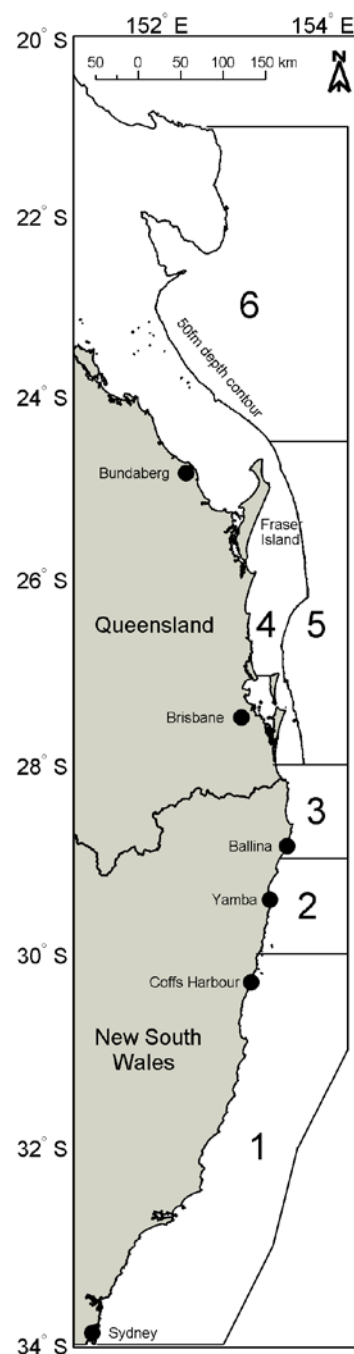 152° E
154° E
20° S
50 0 50 100 150 km
N
22° S
6
50fm depth contour
24° S
Bundaberg
Fraser
Island
26° S
Queensland
4
5
Brisbane
28° S
3
Ballina
Yamba
2
30° S
Coffs Harbour
New South
Wales
1
32° S
34° S
Sydney